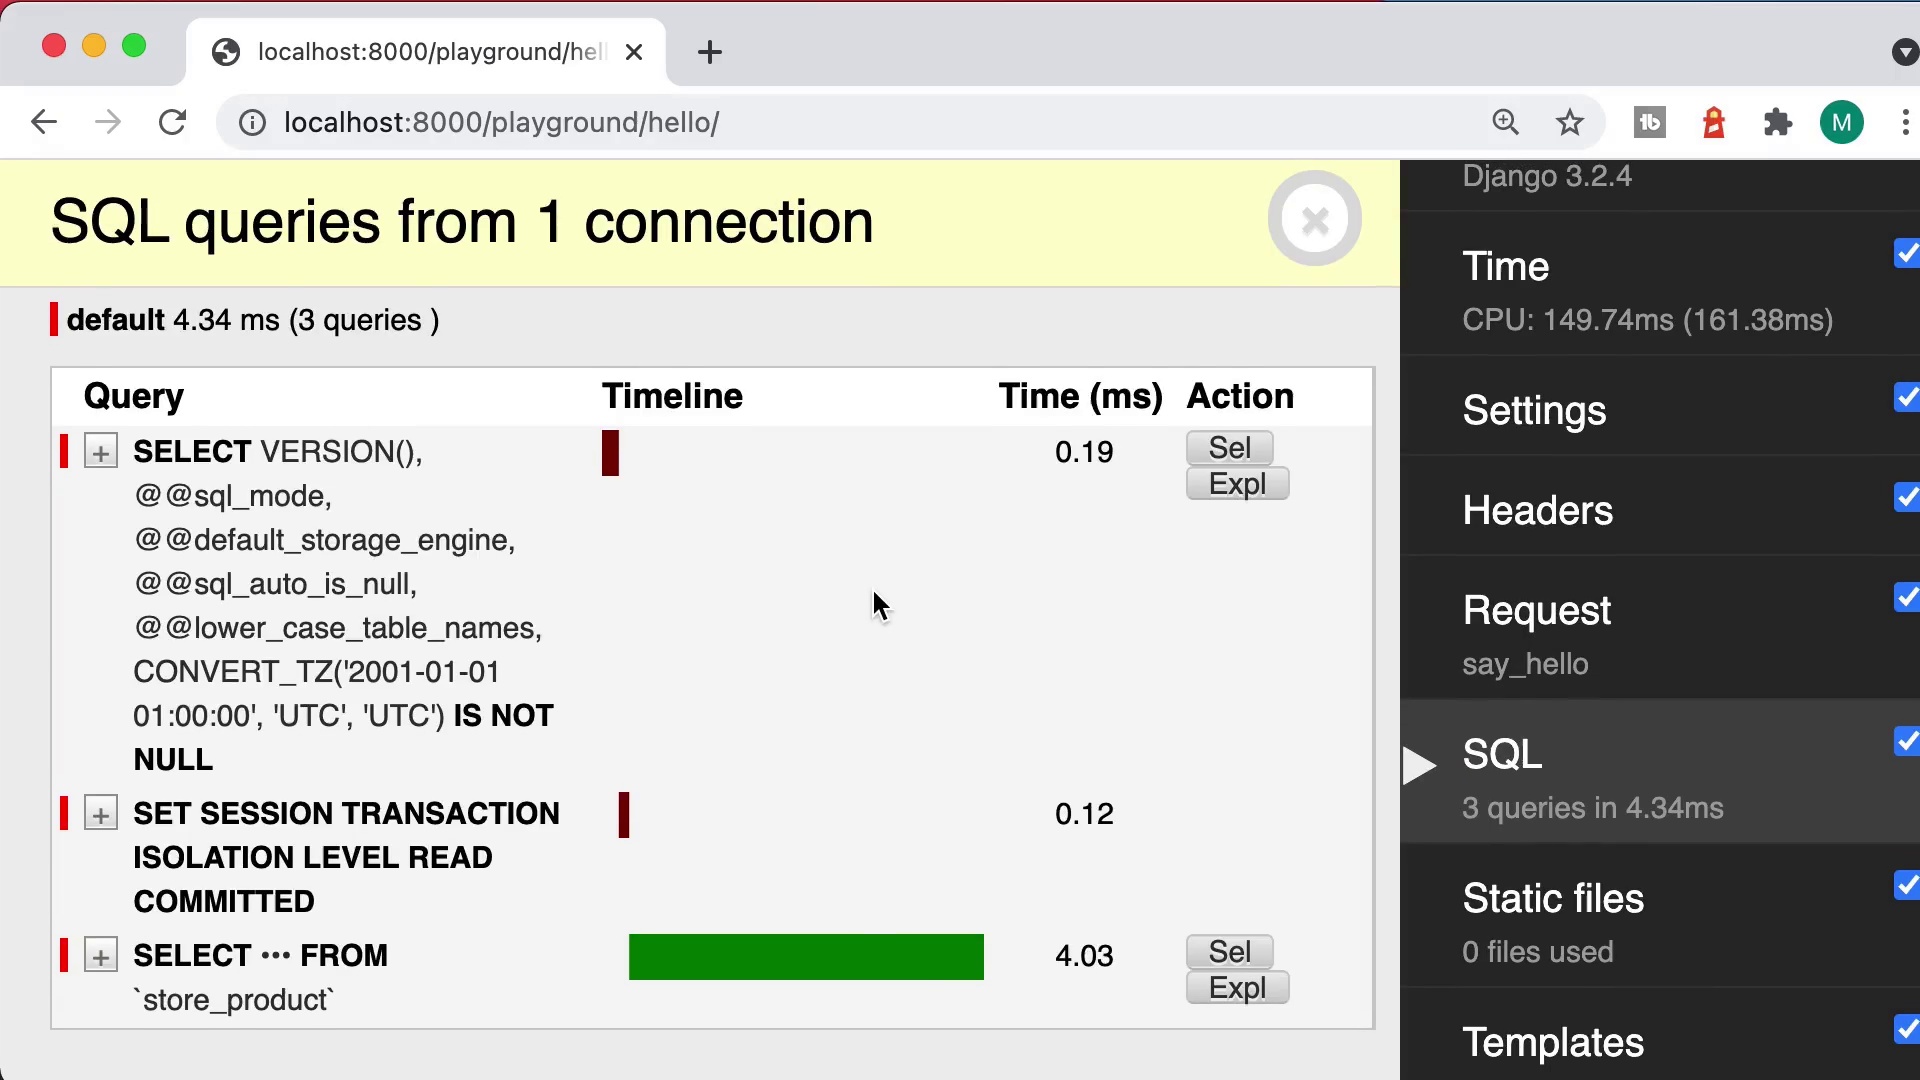 localhost:8000/playground/hell
localhost:8000/playground/hello/
M
SQL queries from 1 connection
default 4.34 ms (3 queries )
Query Timeline Time (ms) Action
SELECT VERSION(), 0.19 Sel
@@sql_mode, Expl
@@default_storage_engine,
@@sql_auto_is_null,
@@lower_case_table_names,
CONVERT_TZ('2001-01-01
01:00:00', 'UTC', 'UTC') IS NOT
NULL
SET SESSION TRANSACTION 0.12
ISOLATION LEVEL READ
COMMITTED
SELECT ••• FROM 4.03 Sel
`store_product` Expl
Django 3.2.4
Time
CPU: 149.74ms (161.38ms)
Settings
Headers
Request
say_hello
SQL
3 queries in 4.34ms
Static files
0 files used
Templates